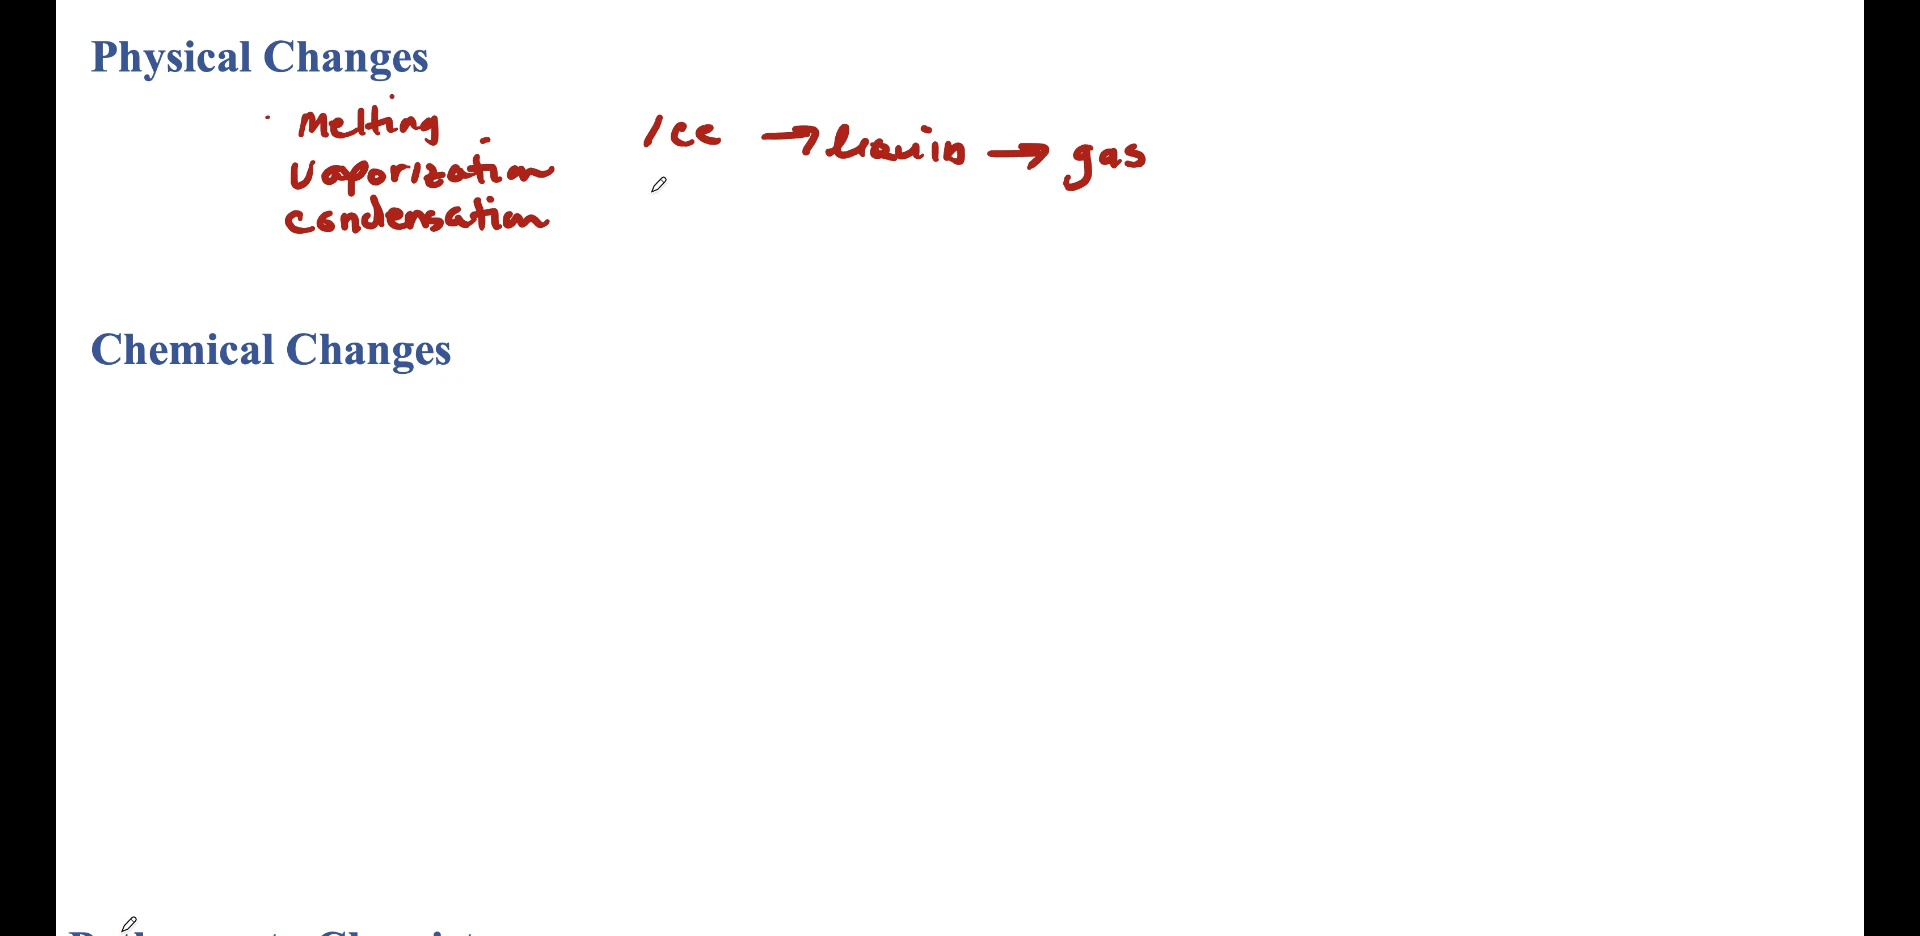 Physical Changes
Melting
Vaporization
Condensation
Ice → liquid → gas
Chemical Changes